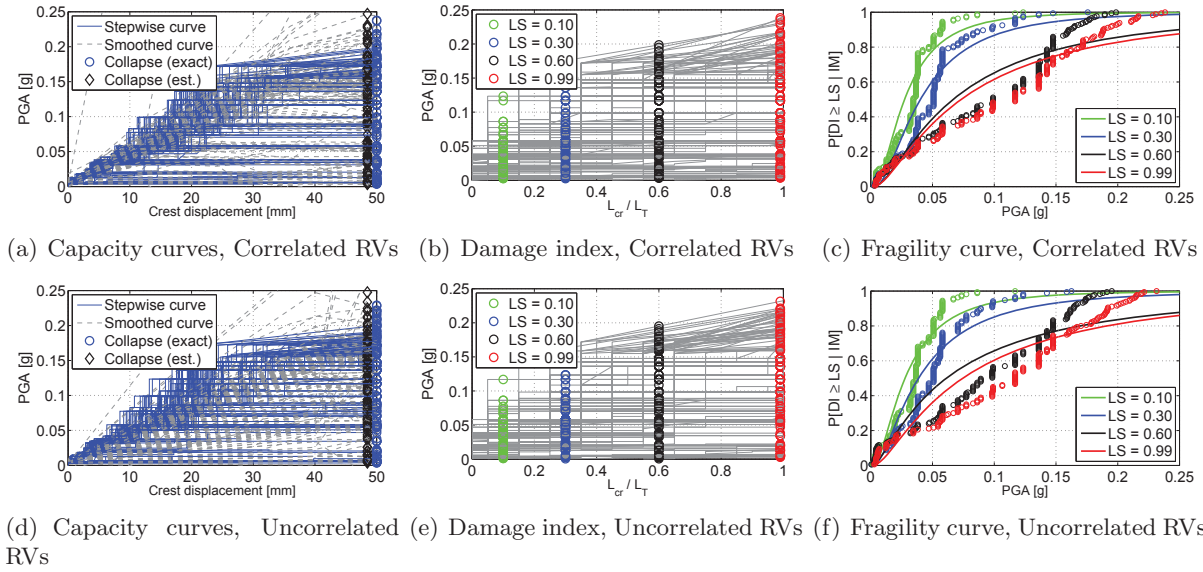 0.25
0.2
0.15
0.1
0.05
0
PGA [g]
Stepwise curve
Smoothed curve
Collapse (exact)
Collapse (est.)
0 10 20 30 40 50
Crest displacement [mm]
(a) Capacity curves, Correlated RVs
0.25
0.2
0.15
0.1
0.05
0
PGA [g]
LS = 0.10
LS = 0.30
LS = 0.60
LS = 0.99
0.2 0.4 0.6 0.8 1
L_cr / L_T
(b) Damage index, Correlated RVs
1
0.8
0.6
0.4
0.2
0
P[DI ≥ LS | IM]
LS = 0.10
LS = 0.30
LS = 0.60
LS = 0.99
0 0.05 0.1 0.15 0.2 0.25
PGA [g]
(c) Fragility curve, Correlated RVs
0.25
0.2
0.15
0.1
0.05
0
PGA [g]
Stepwise curve
Smoothed curve
Collapse (exact)
Collapse (est.)
0 10 20 30 40 50
Crest displacement [mm]
(d) Capacity curves, Uncorrelated
RVs
0.25
0.2
0.15
0.1
0.05
0
PGA [g]
LS = 0.10
LS = 0.30
LS = 0.60
LS = 0.99
0.2 0.4 0.6 0.8 1
L_cr / L_T
(e) Damage index, Uncorrelated RVs
1
0.8
0.6
0.4
0.2
0
P[DI ≥ LS | IM]
LS = 0.10
LS = 0.30
LS = 0.60
LS = 0.99
0 0.05 0.1 0.15 0.2 0.25
PGA [g]
(f) Fragility curve, Uncorrelated RVs